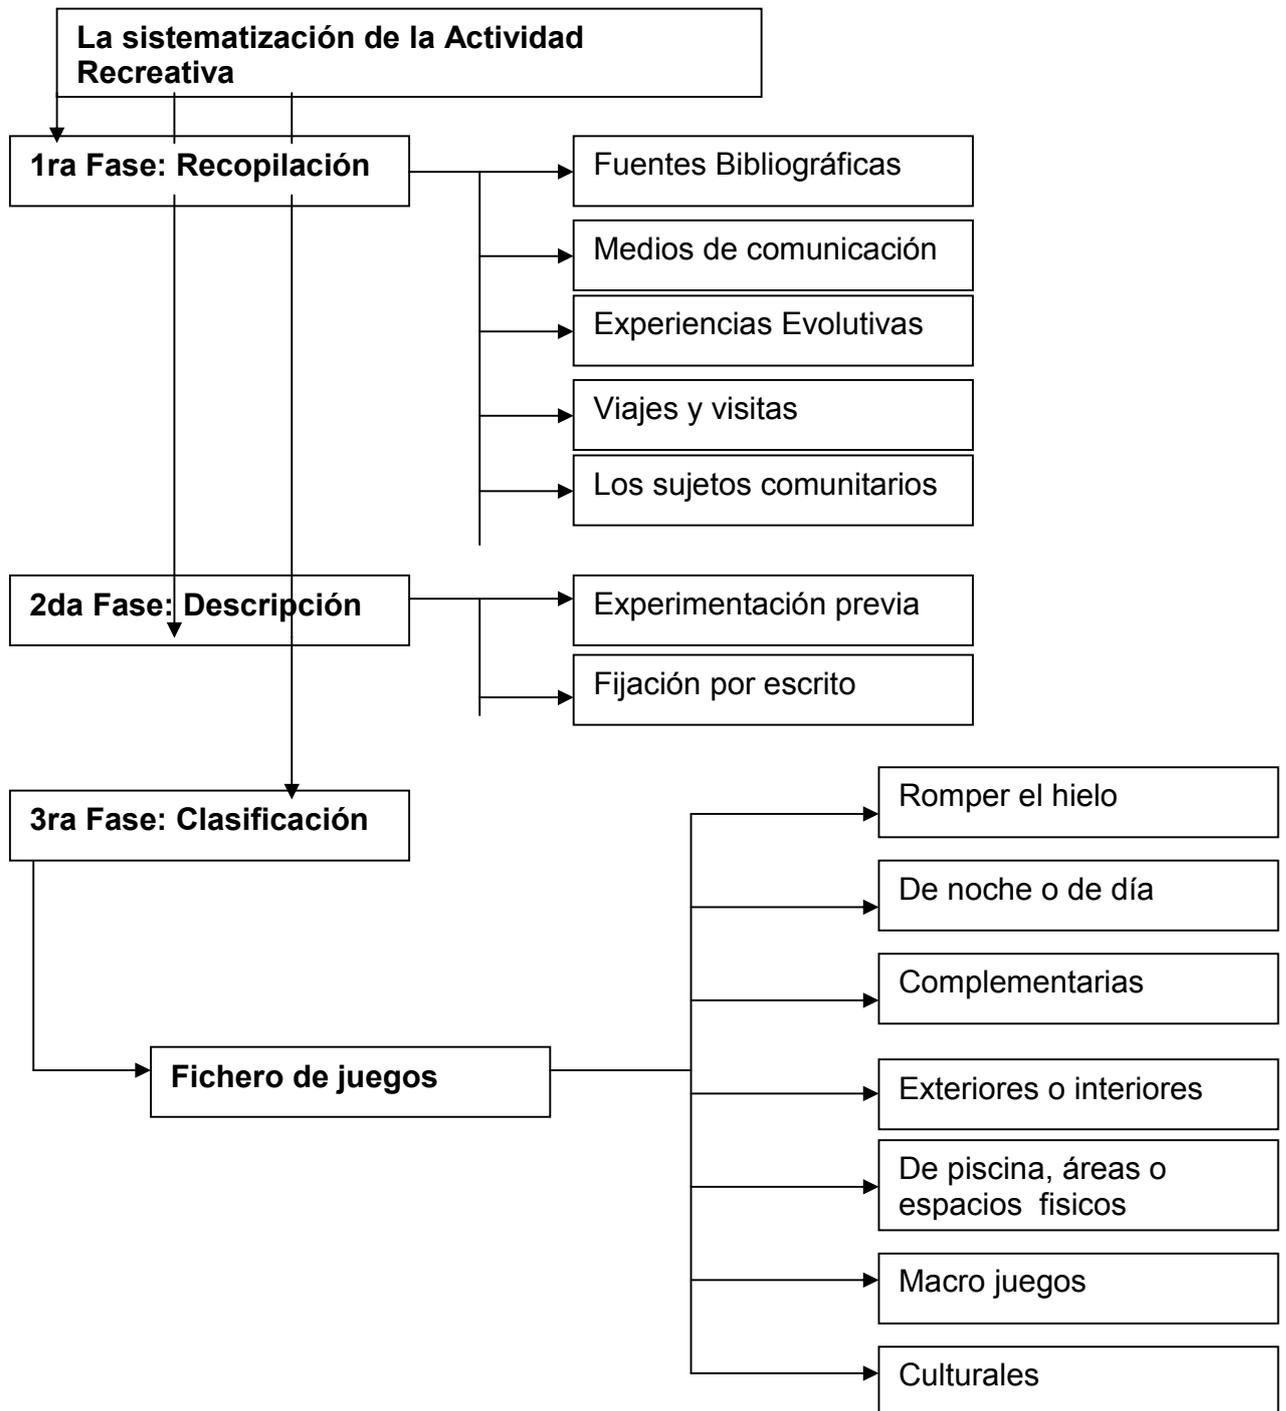 La sistematización de la Actividad
Recreativa
1ra Fase: Recopilación
Fuentes Bibliográficas
Medios de comunicación
Experiencias Evolutivas
Viajes y visitas
Los sujetos comunitarios
2da Fase: Descripción
Experimentación previa
Fijación por escrito
3ra Fase: Clasificación
Fichero de juegos
Romper el hielo
De noche o de día
Complementarias
Exteriores o interiores
De piscina, áreas o
espacios  fisicos
Macro juegos
Culturales